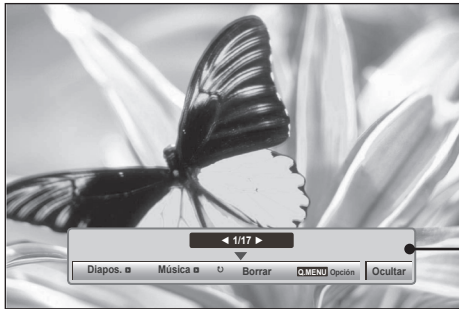 ◀ 1/17 ▶
Diapos. Música Borrar Q.MENU Opción Ocultar